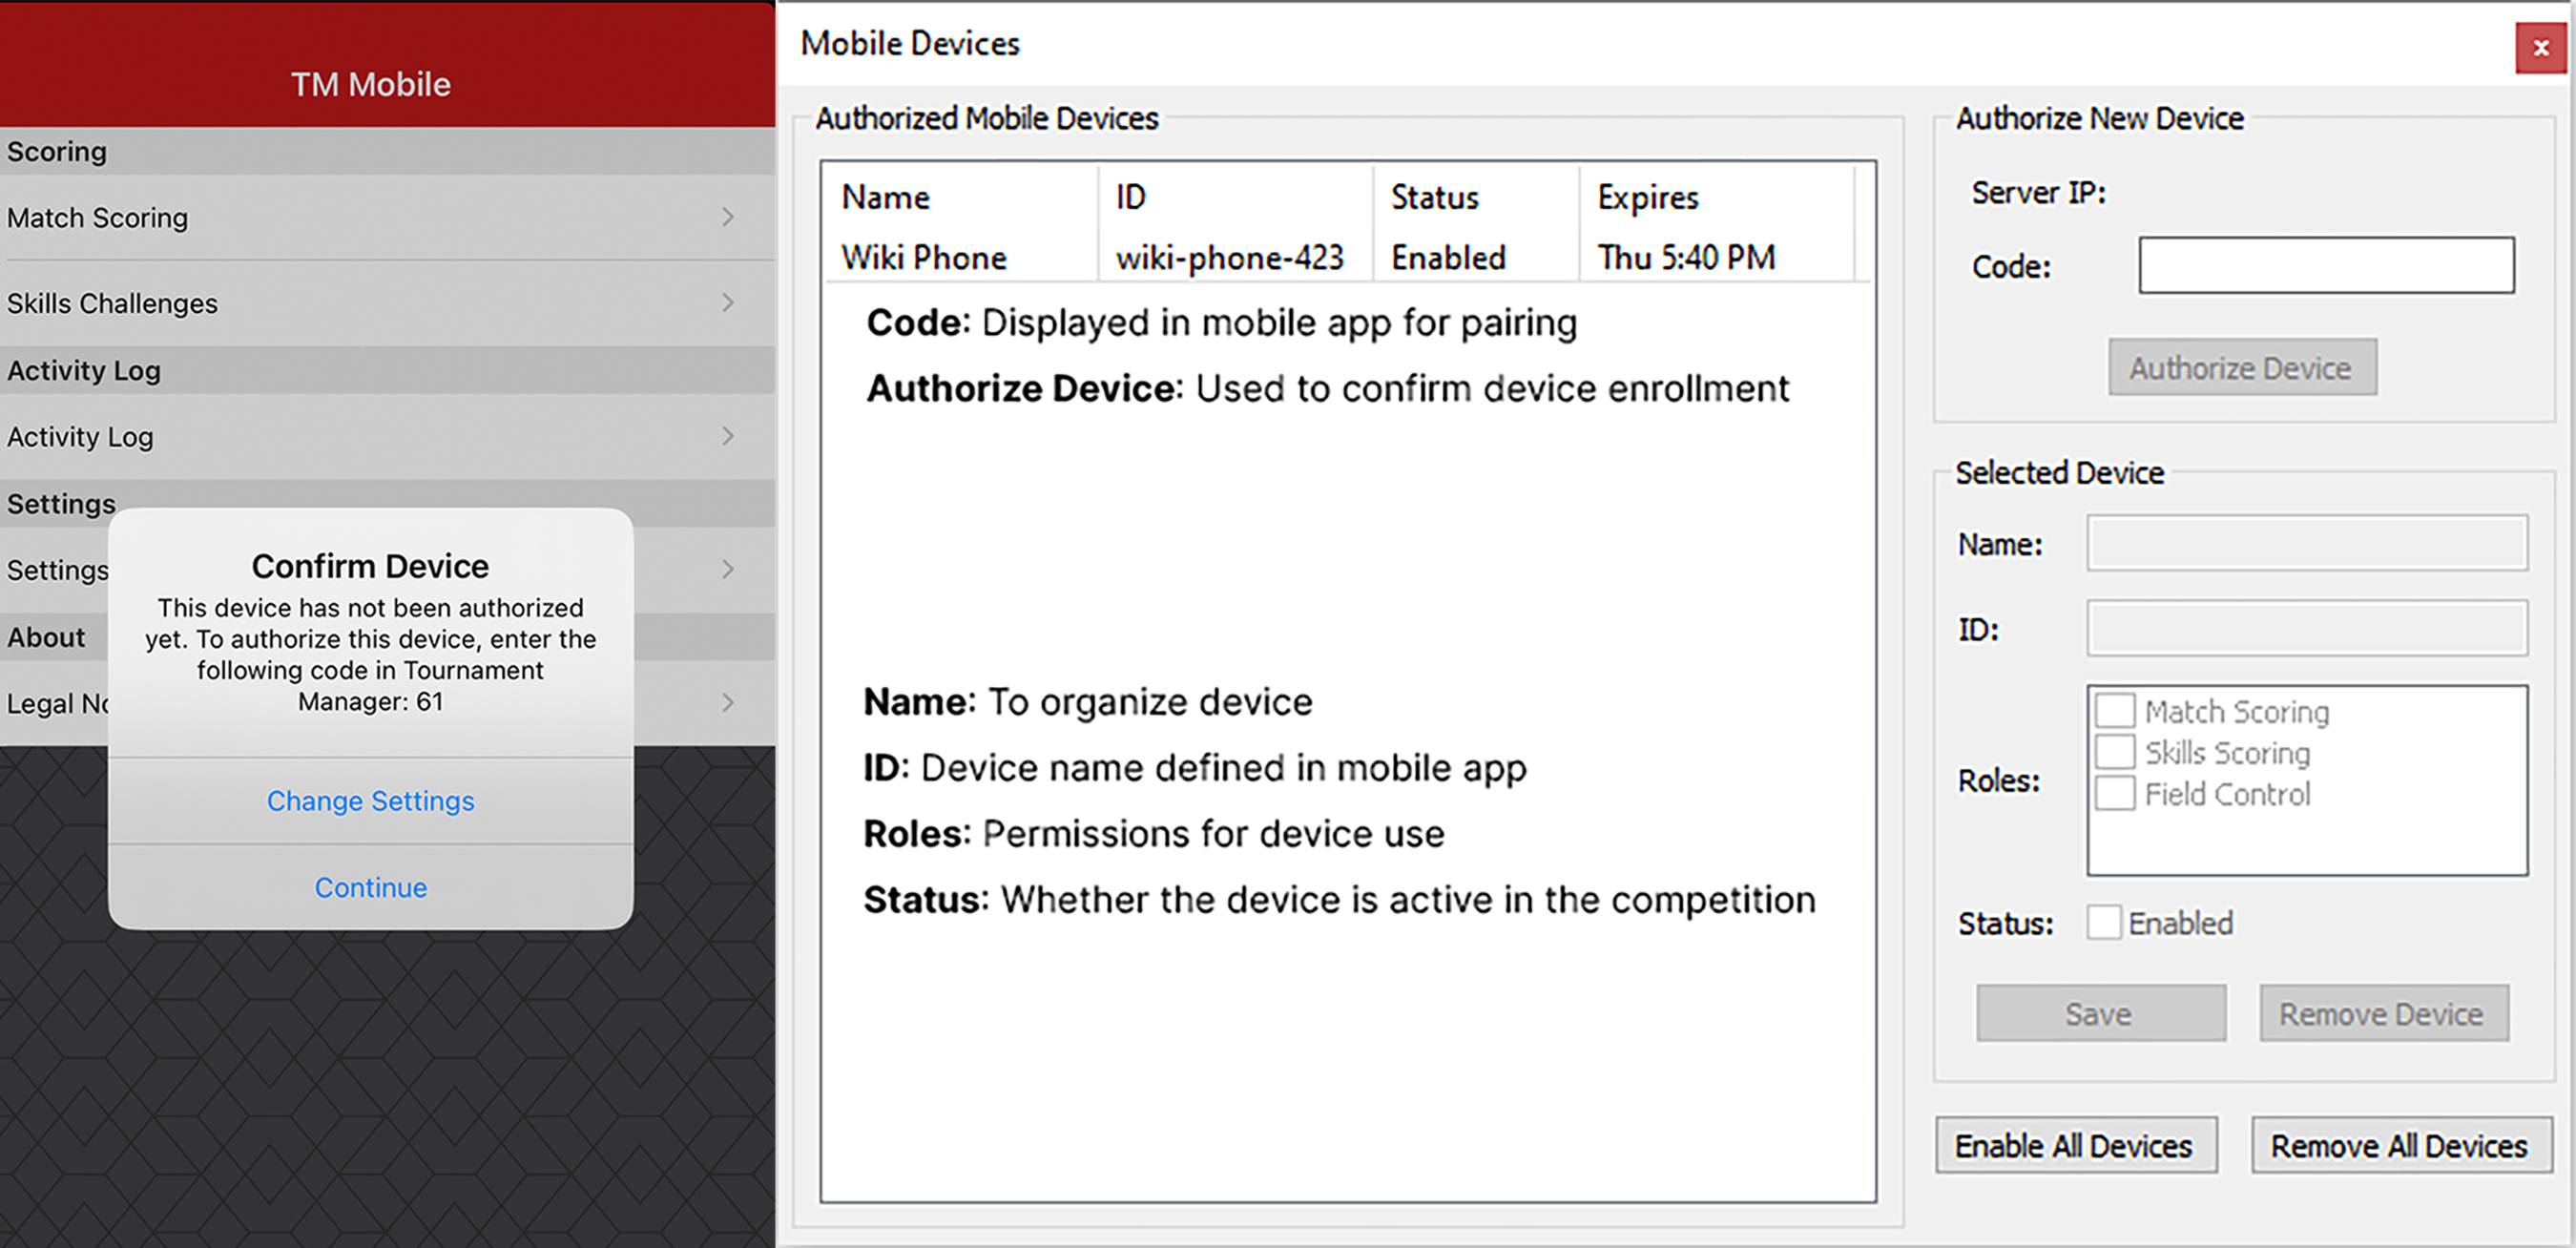 TM Mobile
Scoring
Match Scoring
Skills Challenges
Activity Log
Activity Log
Settings
Settings
About
Legal No
Confirm Device
This device has not been authorized
yet. To authorize this device, enter the
following code in Tournament
Manager: 61
Change Settings
Continue
Mobile Devices
x
Authorized Mobile Devices
Name ID Status Expires
Wiki Phone wiki-phone-423 Enabled Thu 5:40 PM
Code: Displayed in mobile app for pairing
Authorize Device: Used to confirm device enrollment
Name: To organize device
ID: Device name defined in mobile app
Roles: Permissions for device use
Status: Whether the device is active in the competition
Authorize New Device
Server IP:
Code:
Authorize Device
Selected Device
Name:
ID:
Roles:
Match Scoring
Skills Scoring
Field Control
Status: Enabled
Save Remove Device
Enable All Devices Remove All Devices